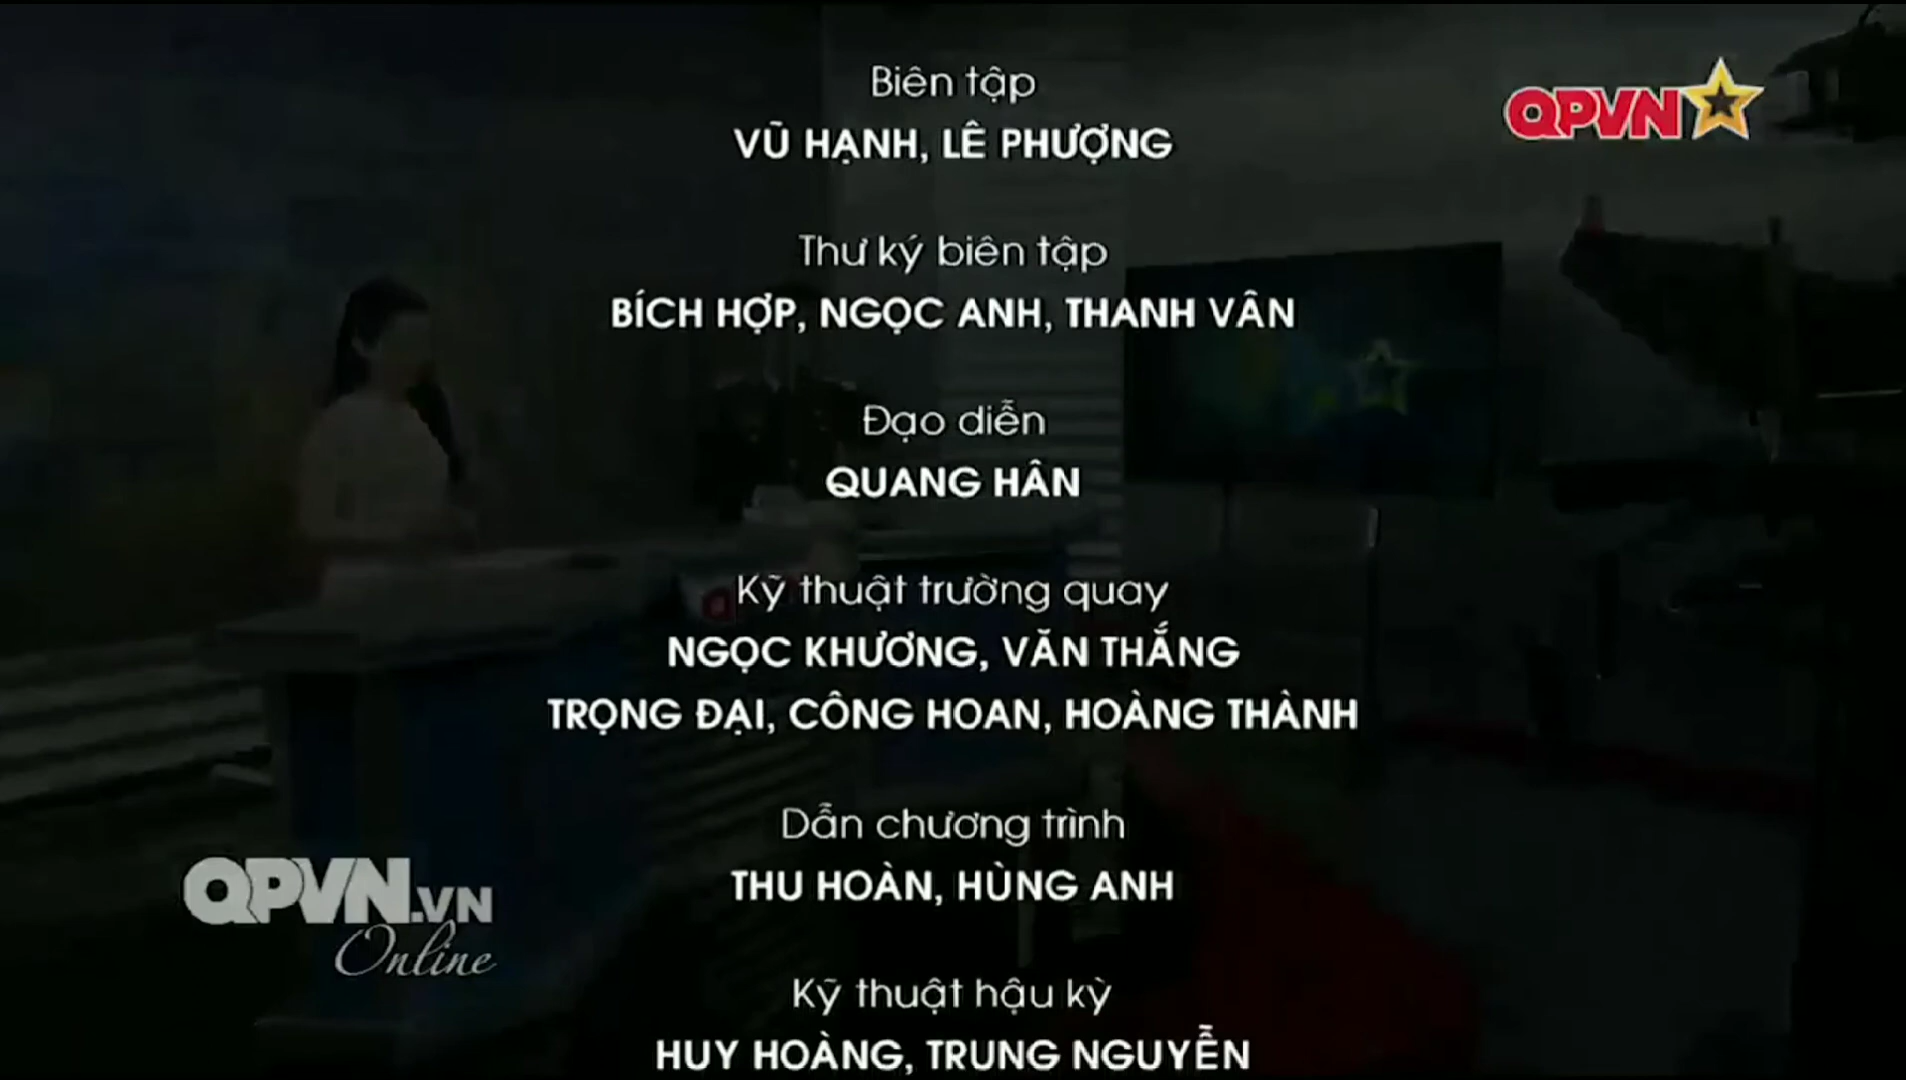 Biên tập
VŨ HẠNH, LÊ PHƯỢNG
QPVN
Thư ký biên tập
BÍCH HỢP, NGỌC ANH, THANH VÂN
Đạo diễn
QUANG HÂN
Kỹ thuật trường quay
NGỌC KHƯƠNG, VĂN THẮNG
TRỌNG ĐẠI, CÔNG HOAN, HOÀNG THÀNH
Dẫn chương trình
THU HOÀN, HÙNG ANH
QPVN.VN
Online
Kỹ thuật hậu kỳ
HUY HOÀNG, TRUNG NGUYỄN